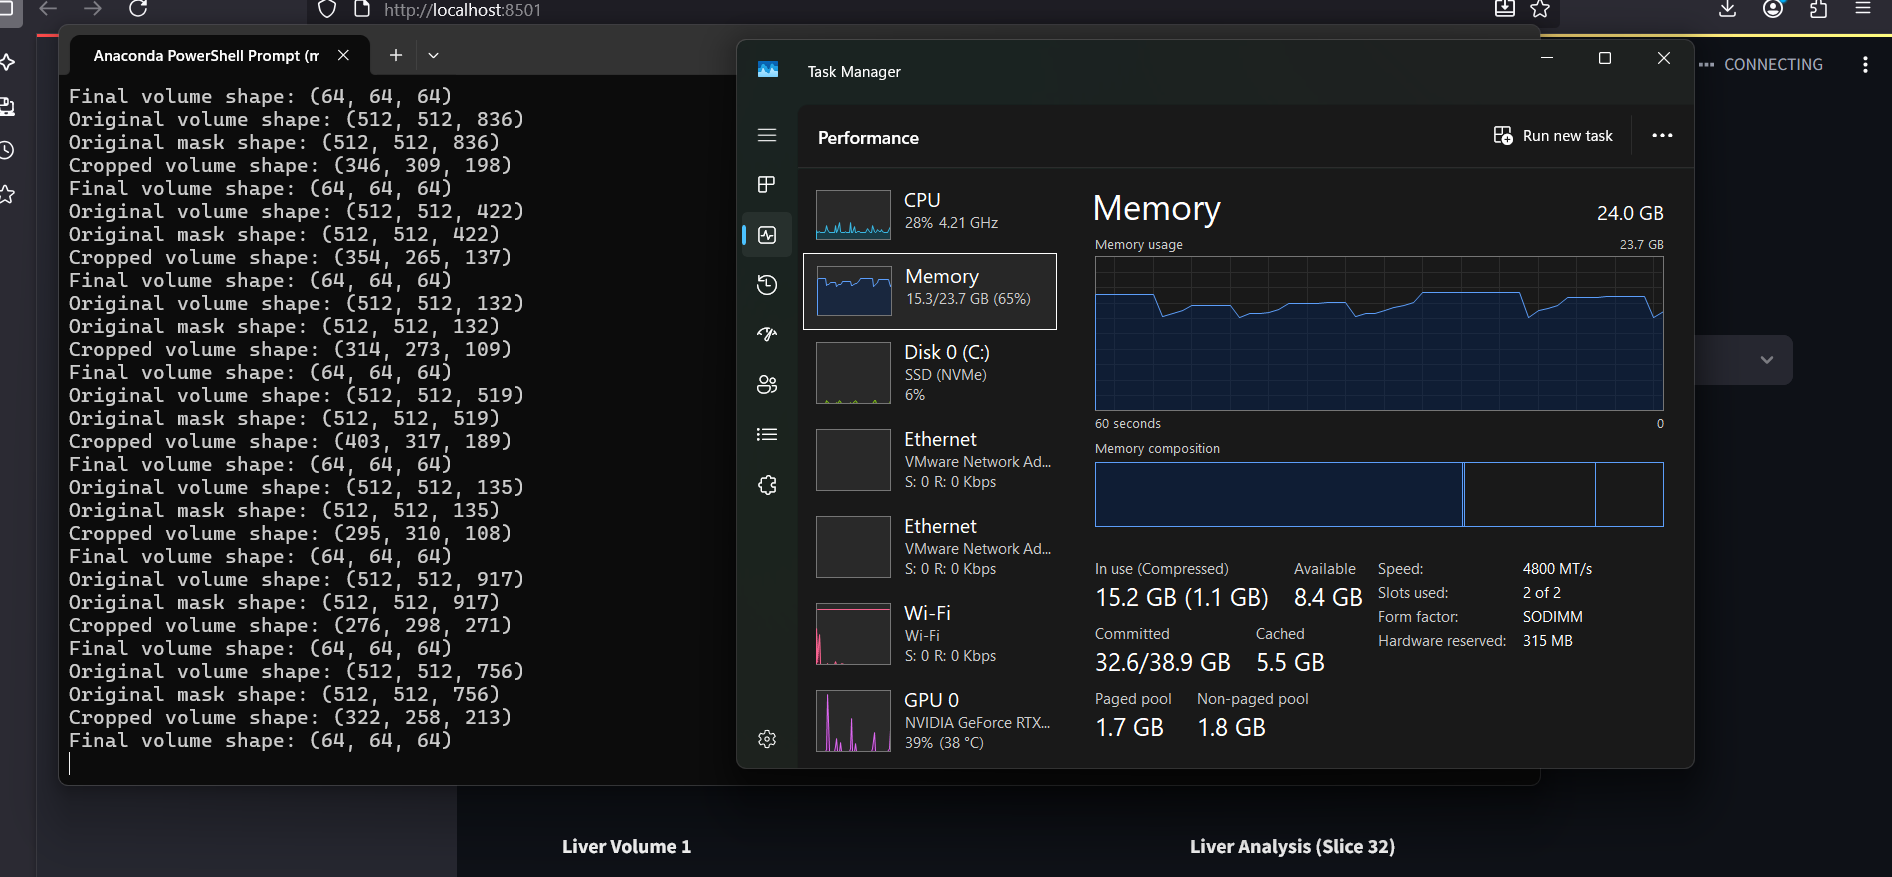 http://localhost:8501
Anaconda PowerShell Prompt (m
Final volume shape: (64, 64, 64)
Original volume shape: (512, 512, 836)
Original mask shape: (512, 512, 836)
Cropped volume shape: (346, 309, 198)
Final volume shape: (64, 64, 64)
Original volume shape: (512, 512, 422)
Original mask shape: (512, 512, 422)
Cropped volume shape: (354, 265, 137)
Final volume shape: (64, 64, 64)
Original volume shape: (512, 512, 132)
Original mask shape: (512, 512, 132)
Cropped volume shape: (314, 273, 109)
Final volume shape: (64, 64, 64)
Original volume shape: (512, 512, 519)
Original mask shape: (512, 512, 519)
Cropped volume shape: (403, 317, 189)
Final volume shape: (64, 64, 64)
Original volume shape: (512, 512, 135)
Original mask shape: (512, 512, 135)
Cropped volume shape: (295, 310, 108)
Final volume shape: (64, 64, 64)
Original volume shape: (512, 512, 917)
Original mask shape: (512, 512, 917)
Cropped volume shape: (276, 298, 271)
Final volume shape: (64, 64, 64)
Original volume shape: (512, 512, 756)
Original mask shape: (512, 512, 756)
Cropped volume shape: (322, 258, 213)
Final volume shape: (64, 64, 64)
Task Manager
Performance
Run new task
CPU
28% 4.21 GHz
Memory
15.3/23.7 GB (65%)
Disk 0 (C:)
SSD (NVMe)
6%
Ethernet
VMware Network Ad...
S: 0 R: 0 Kbps
Ethernet
VMware Network Ad...
S: 0 R: 0 Kbps
Wi-Fi
Wi-Fi
S: 0 R: 0 Kbps
GPU 0
NVIDIA GeForce RTX...
39% (38 °C)
Memory
24.0 GB
Memory usage
23.7 GB
60 seconds
0
Memory composition
In use (Compressed)
15.2 GB (1.1 GB)
Available
8.4 GB
Committed
32.6/38.9 GB
Cached
5.5 GB
Paged pool
1.7 GB
Non-paged pool
1.8 GB
Speed: 4800 MT/s
Slots used: 2 of 2
Form factor: SODIMM
Hardware reserved: 315 MB
CONNECTING
Liver Volume 1
Liver Analysis (Slice 32)